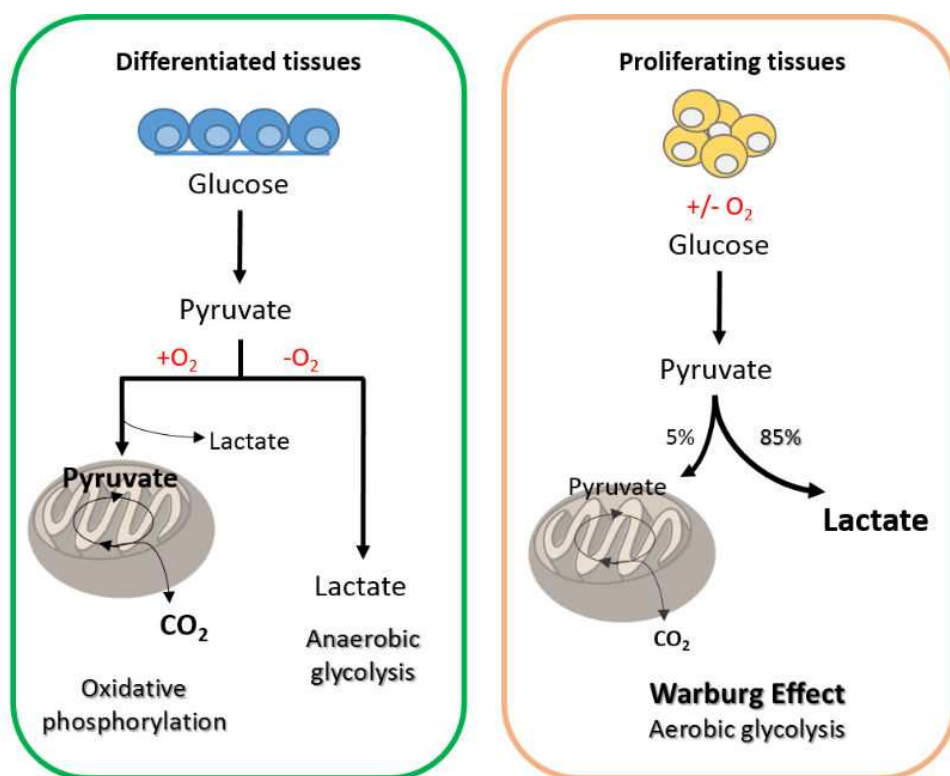 Differentiated tissues
Glucose
Pyruvate
+O₂
-O₂
Lactate
Pyruvate
CO₂
Lactate
Oxidative
phosphorylation
Anaerobic
glycolysis
Proliferating tissues
+/- O₂
Glucose
Pyruvate
5%
85%
Pyruvate
Lactate
CO₂
Warburg Effect
Aerobic glycolysis